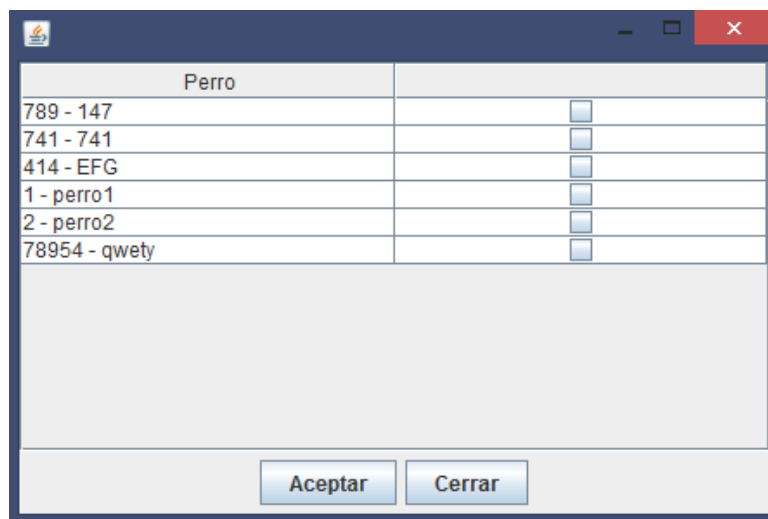 Perro
789 - 147
741 - 741
414 - EFG
1 - perro1
2 - perro2
78954 - qwety
Aceptar Cerrar